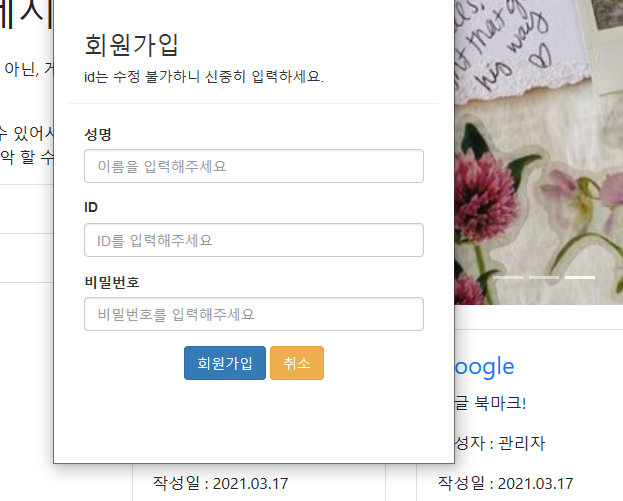 회원가입
id는 수정 불가하니 신중히 입력하세요.
성명
이름을 입력해주세요
ID
ID를 입력해주세요
비밀번호
비밀번호를 입력해주세요
회원가입 취소
아닌,
수 있어서
악 할 수
that
his way
oogle
글 북마크!
성자 : 관리자
작성일 : 2021.03.17
작성일 : 2021.03.17